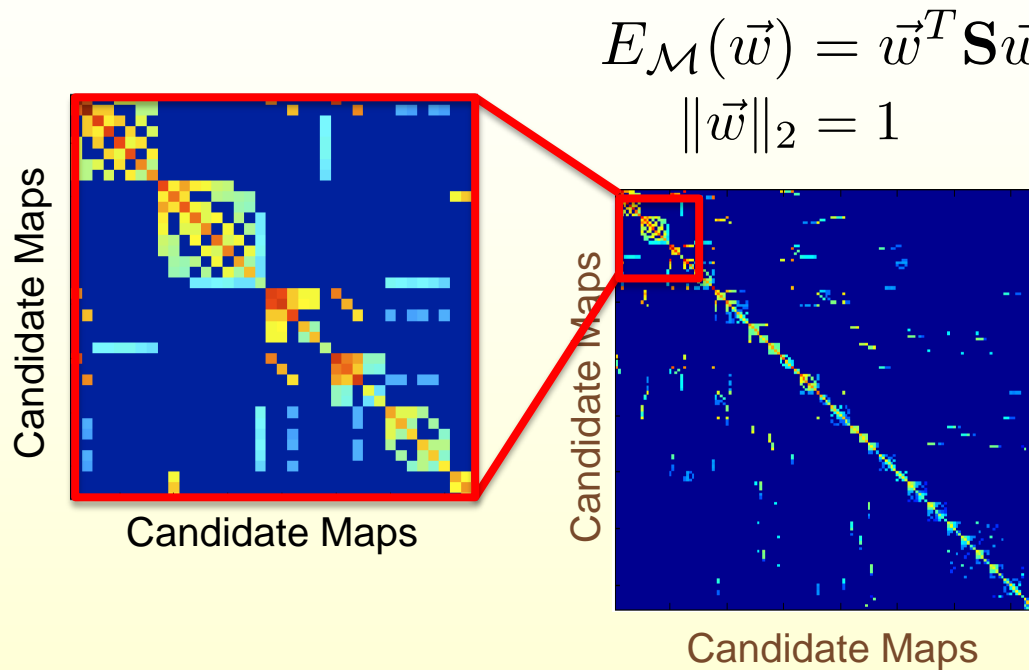 $E_{\mathcal{M}}(\vec{w}) = \vec{w}^T \mathbf{S} \vec{w}$
$\|\vec{w}\|_2 = 1$
Candidate Maps
Candidate Maps
Candidate Maps
Candidate Maps